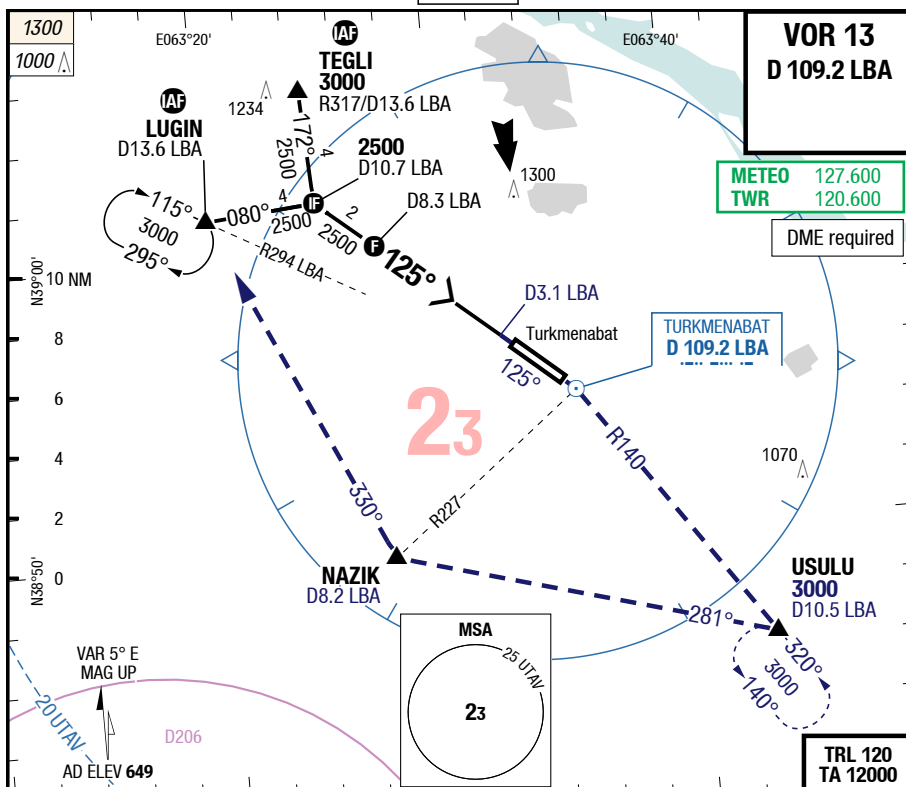 1300
1000
E063°20'
IAF
TEGLI
3000
R317/D13.6 LBA
E063°40'
VOR 13
D 109.2 LBA
1234
IAF
LUGIN
D13.6 LBA
172°
4
2500
2500
D10.7 LBA
1300
METEO 127.600
TWR 120.600
DME required
115°
3000
295°
080°
4
2500
IF
2
2500
F
D8.3 LBA
R294 LBA
125°
N39°00'
10 NM
D3.1 LBA
Turkmenabat
125°
TURKMENABAT
D 109.2 LBA
8
6
4
2
0
23
R140
1070
330°
R227
N38°50'
NAZIK
D8.2 LBA
281°
USULU
3000
D10.5 LBA
320°
3000
140°
MSA
25 UTAV
23
VAR 5° E
MAG UP
20 UTAV
D206
AD ELEV 649
TRL 120
TA 12000